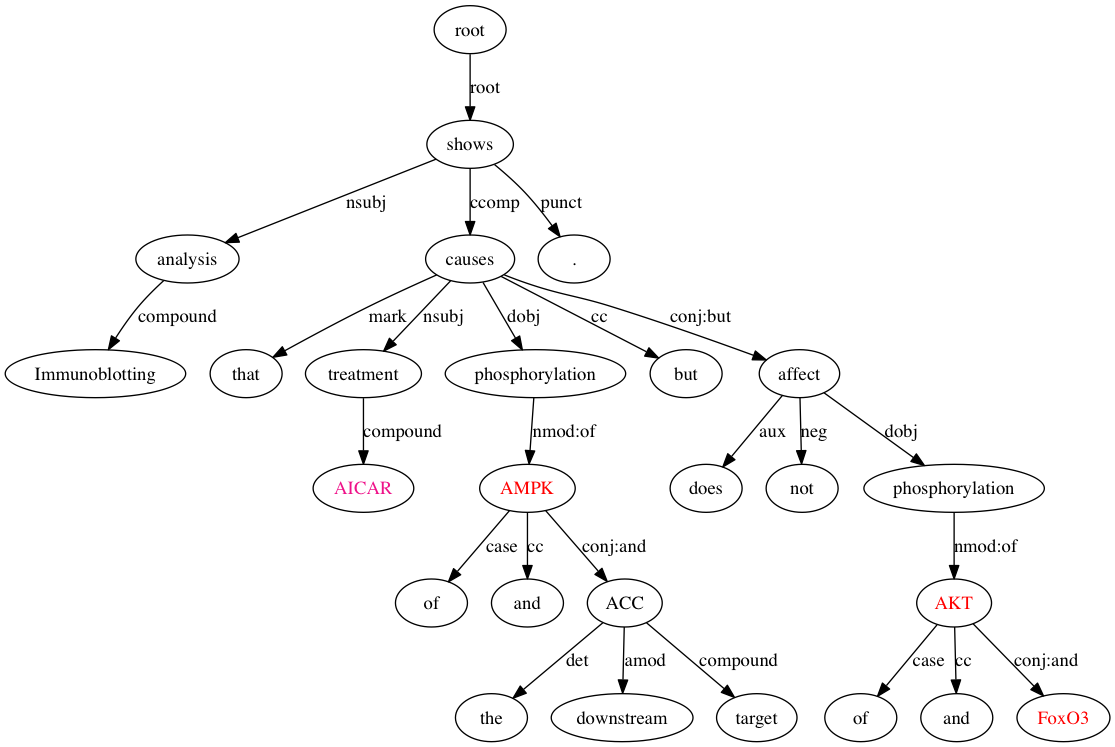 root
root
shows
nsubj
ccomp
punct
analysis
causes
.
compound
mark
nsubj
dobj
cc
conj:but
Immunoblotting
that
treatment
phosphorylation
but
affect
compound
nmod:of
aux
neg
dobj
AICAR
AMPK
does
not
phosphorylation
case
cc
conj:and
nmod:of
of
and
ACC
AKT
det
amod
compound
case
cc
conj:and
the
downstream
target
of
and
FoxO3